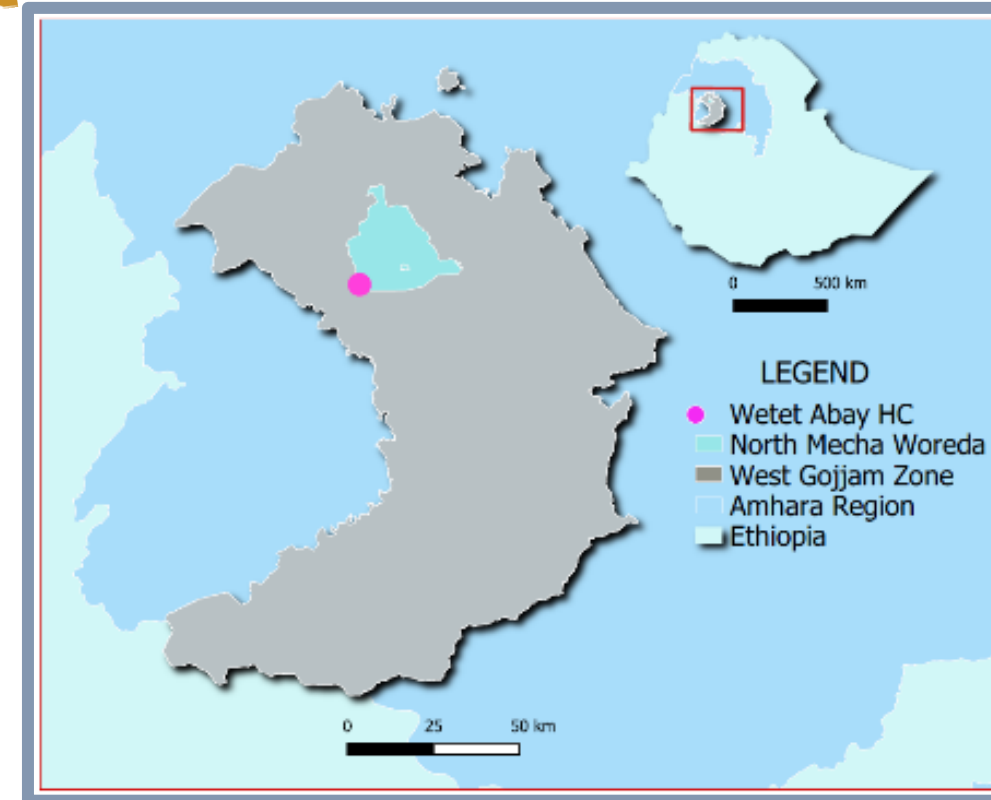 0 500 km
LEGEND
Wetet Abay HC
North Mecha Woreda
West Gojjam Zone
Amhara Region
Ethiopia
0 25 50 km